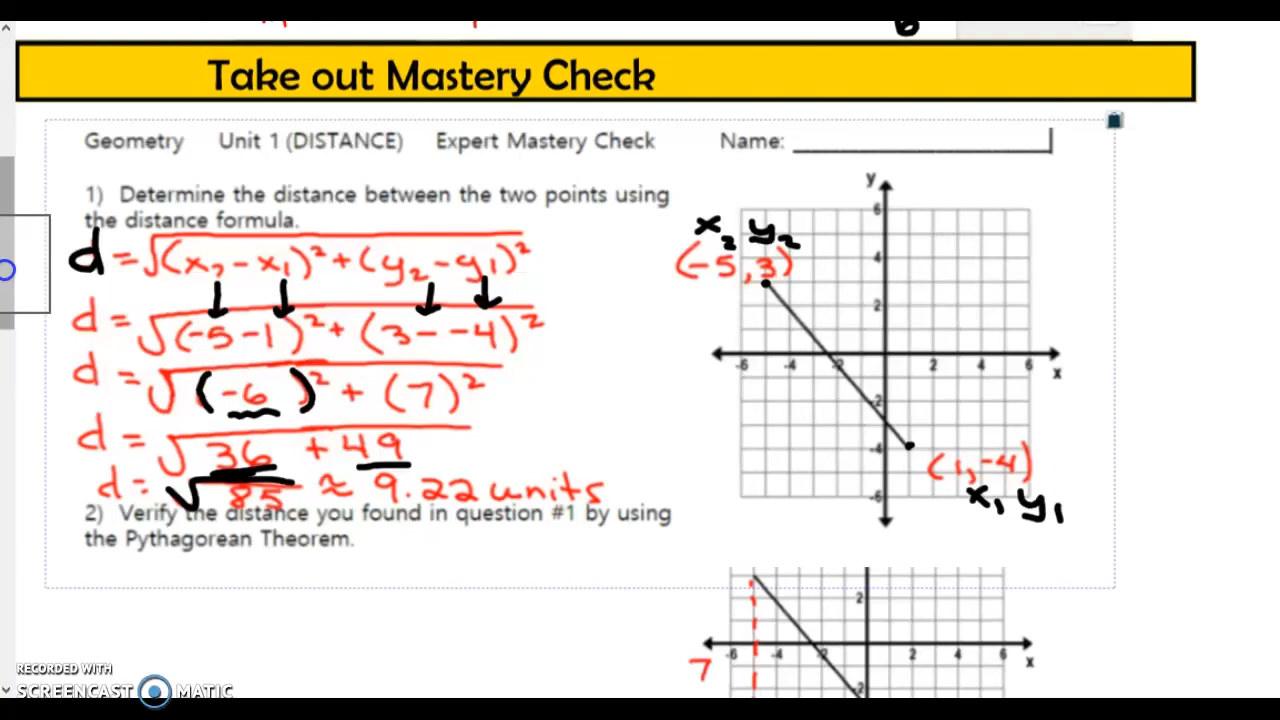 Take out Mastery Check
Geometry Unit 1 (DISTANCE) Expert Mastery Check Name:
1) Determine the distance between the two points using
the distance formula.
d = √(x₂ - x₁)² + (y₂ - y₁)²
d = √(-5 - 1)² + (3 - -4)²
d = √(-6)² + (7)²
d = √36 + 49
d = √85 ≈ 9.22 units
2) Verify the distance you found in question #1 by using
the Pythagorean Theorem.
y
x₂ y₂
(-5, 3)
6
4
2
-6 -4 -2 2 4 6
x
-2
-4
-6
(1, -4)
x₁ y₁
2
7
-6 -4 -2 2 4 6
x
-2
RECORDED WITH
SCREENCAST MATIC